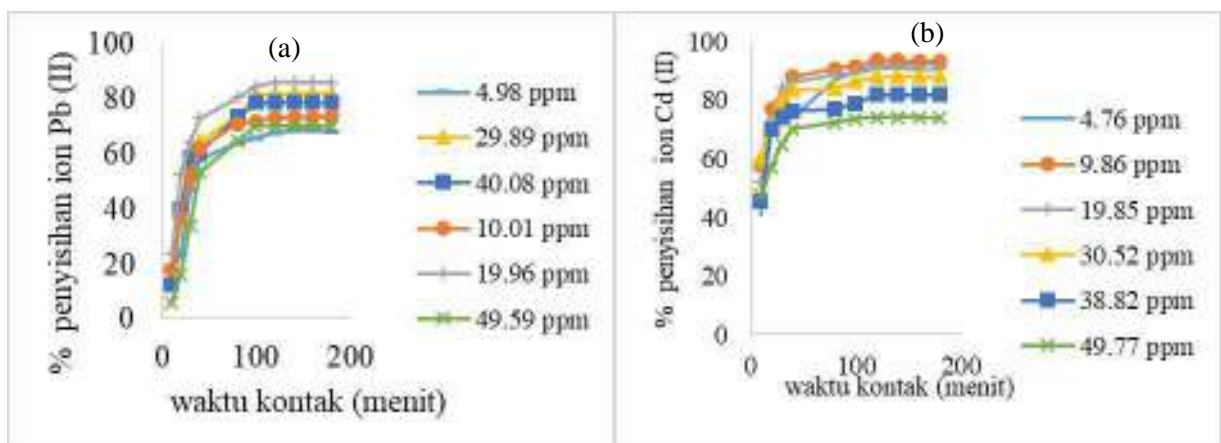 (a)
% penyisihan ion Pb (II)
100
80
60
40
20
0
0 100 200
waktu kontak (menit)
4.98 ppm
29.89 ppm
40.08 ppm
10.01 ppm
19.96 ppm
49.59 ppm
(b)
% penyisihan ion Cd (II)
100
80
60
40
20
0
0 100 200
waktu kontak (menit)
4.76 ppm
9.86 ppm
19.85 ppm
30.52 ppm
38.82 ppm
49.77 ppm